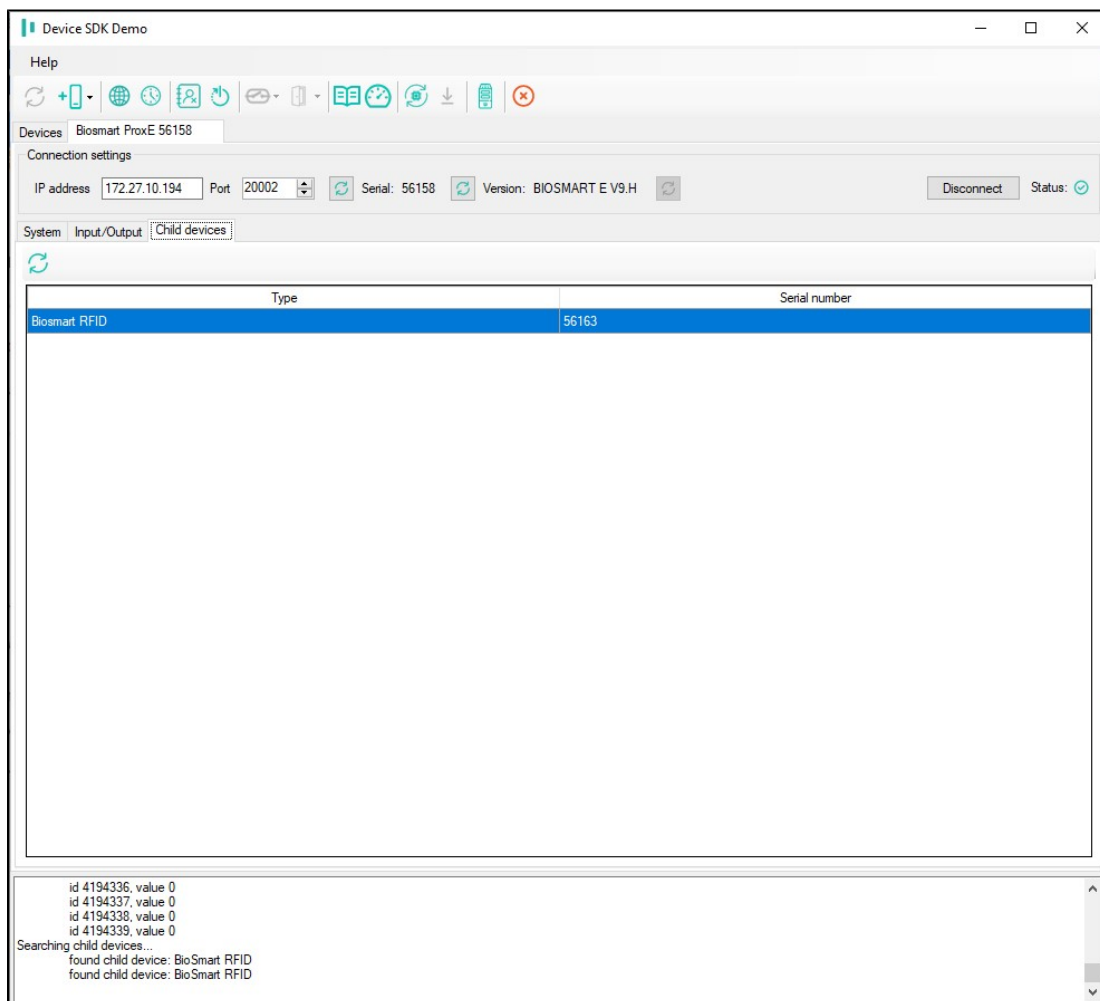 Device SDK Demo
Help
Devices Biosmart ProxE 56158
Connection settings
IP address 172.27.10.194 Port 20002 Serial: 56158 Version: BIOSMART E V9.H Disconnect Status:
System Input/Output Child devices
Type Serial number
Biosmart RFID 56163
id 4194336, value 0
id 4194337, value 0
id 4194338, value 0
id 4194339, value 0
Searching child devices...
found child device: BioSmart RFID
found child device: BioSmart RFID